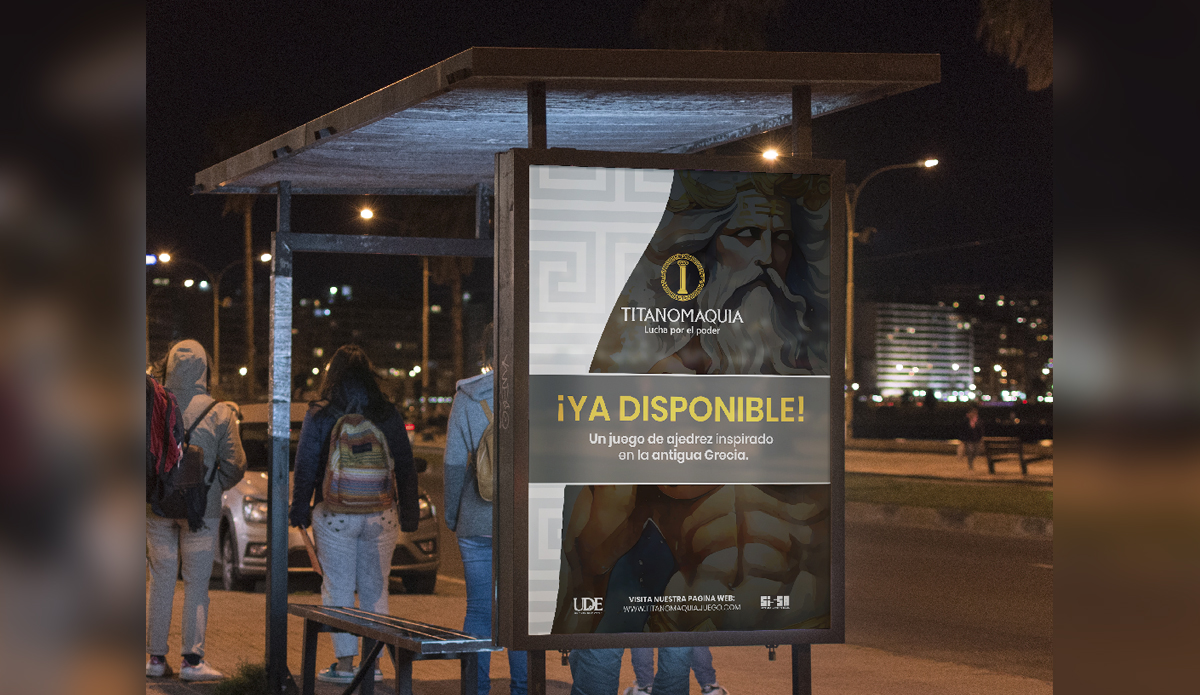 TITANOMAQUIA
Lucha por el poder
¡YA DISPONIBLE!
Un juego de ajedrez inspirado
en la antigua Grecia.
UDE
VISITA NUESTRA PAGINA WEB:
WWW.TITANOMAQUIAJUEGO.COM